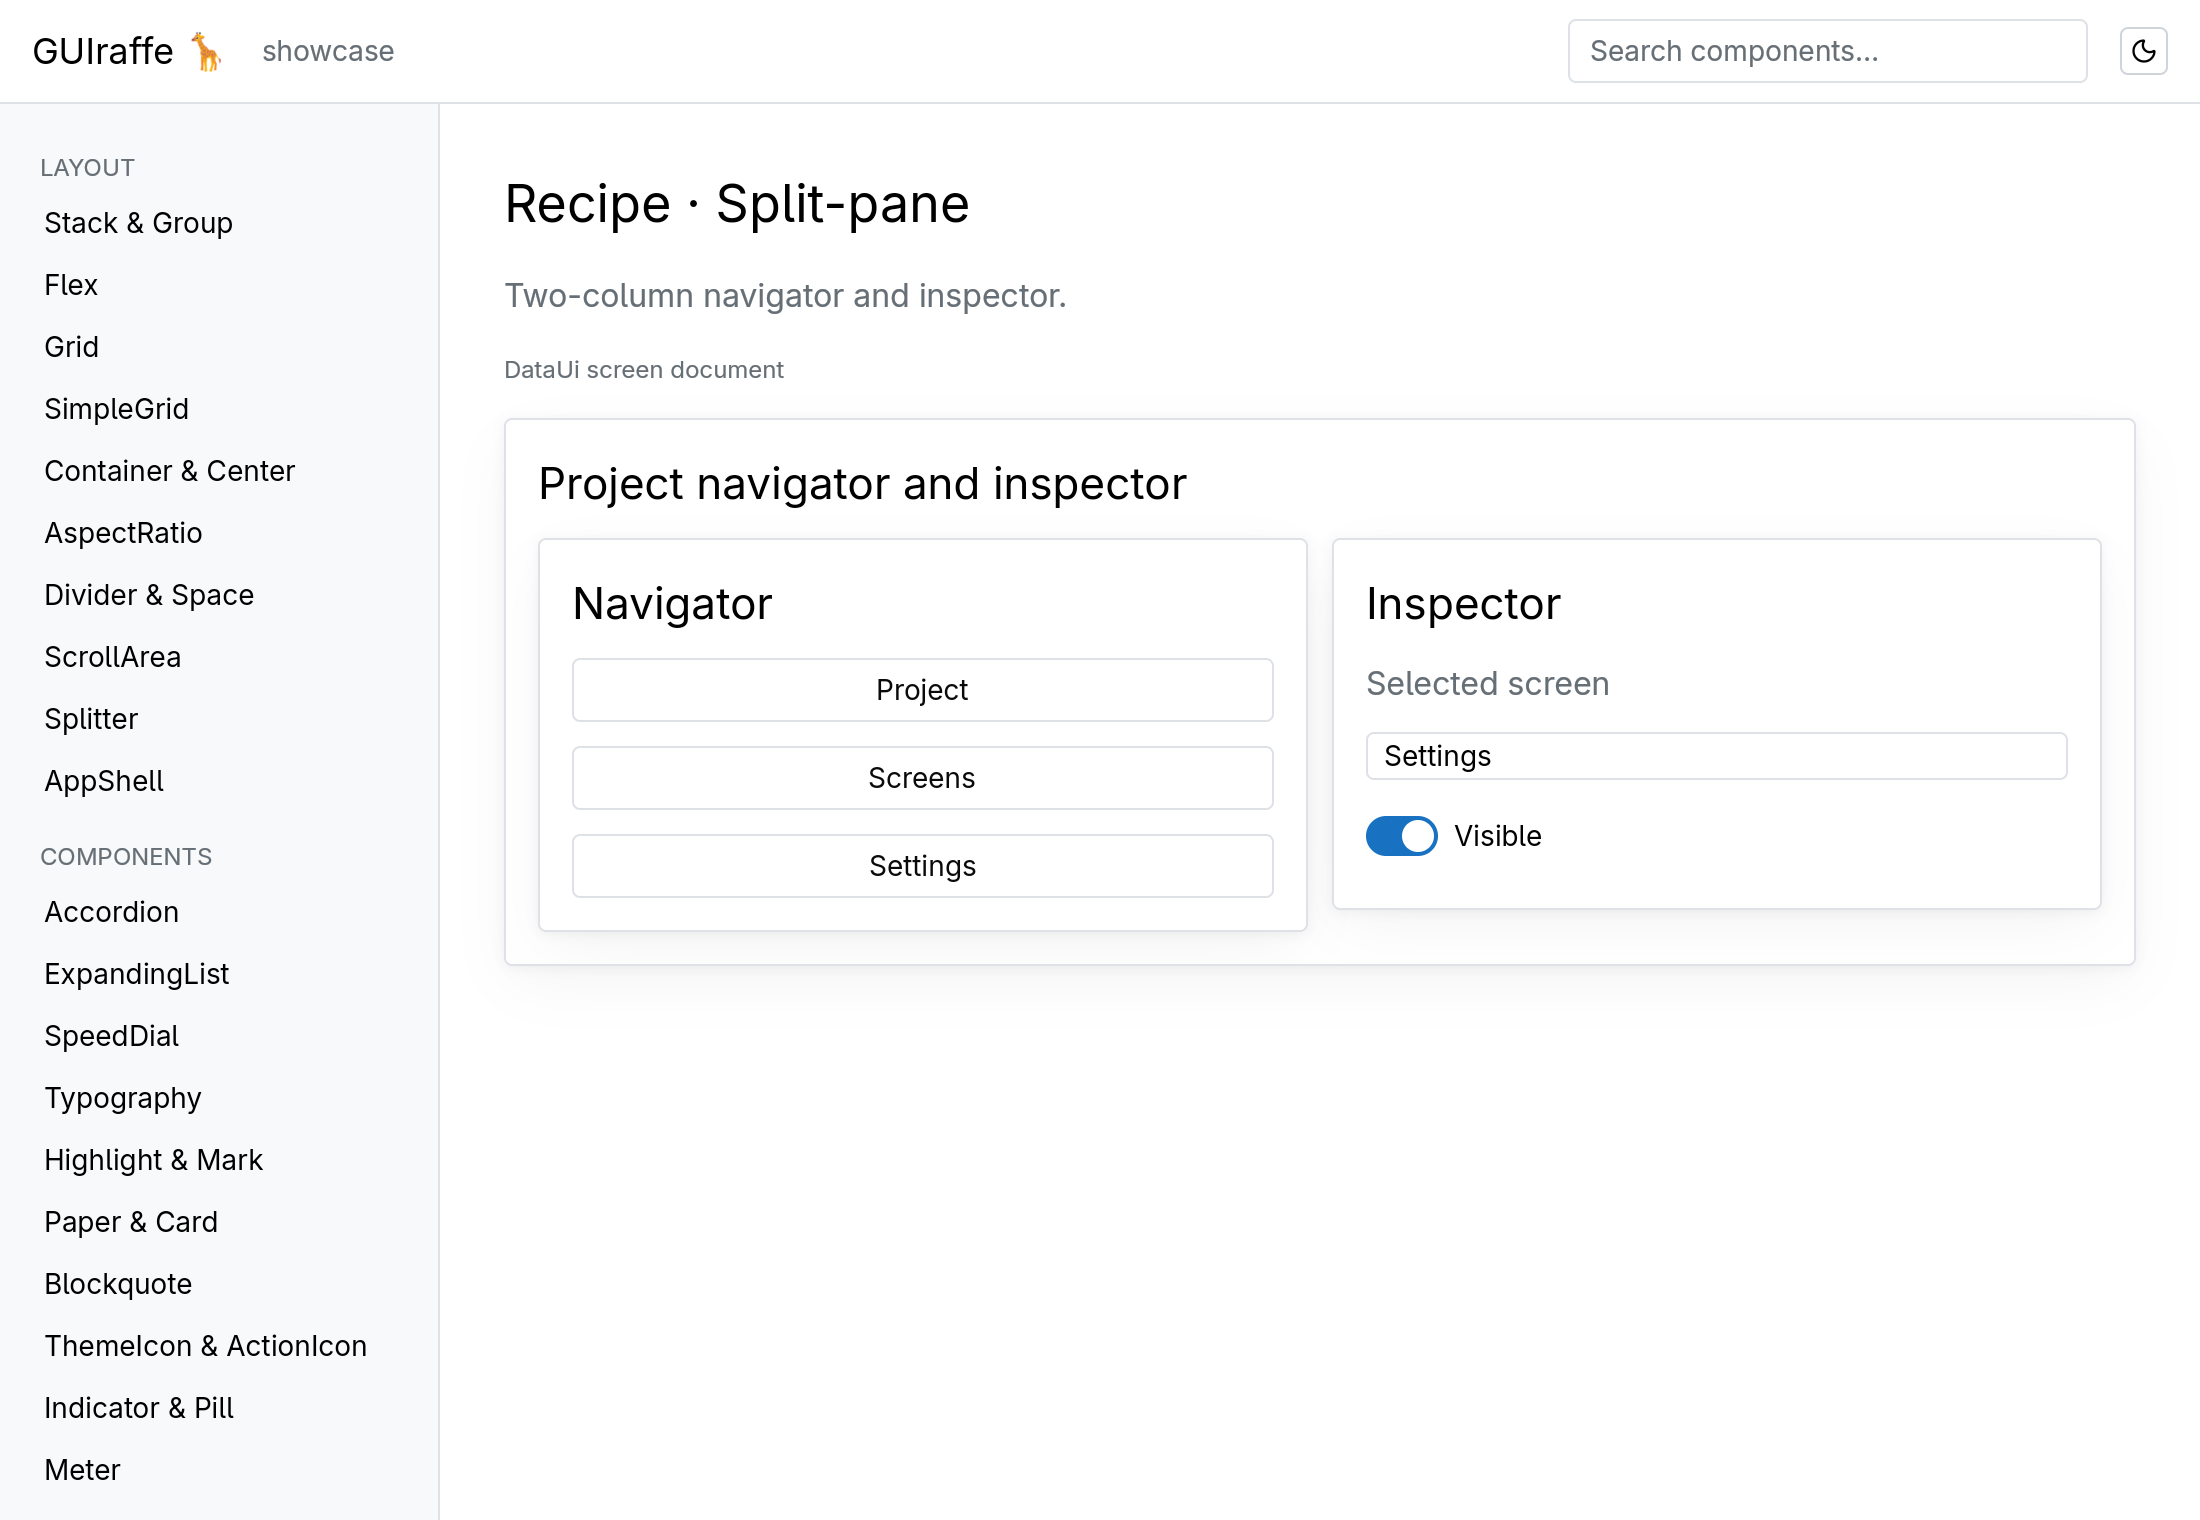 GUIraffe 🦒 showcase
Search components...
LAYOUT
Stack & Group
Flex
Grid
SimpleGrid
Container & Center
AspectRatio
Divider & Space
ScrollArea
Splitter
AppShell
COMPONENTS
Accordion
ExpandingList
SpeedDial
Typography
Highlight & Mark
Paper & Card
Blockquote
ThemeIcon & ActionIcon
Indicator & Pill
Meter
Recipe · Split-pane
Two-column navigator and inspector.
DataUi screen document
Project navigator and inspector
Navigator
Project
Screens
Settings
Inspector
Selected screen
Settings
Visible